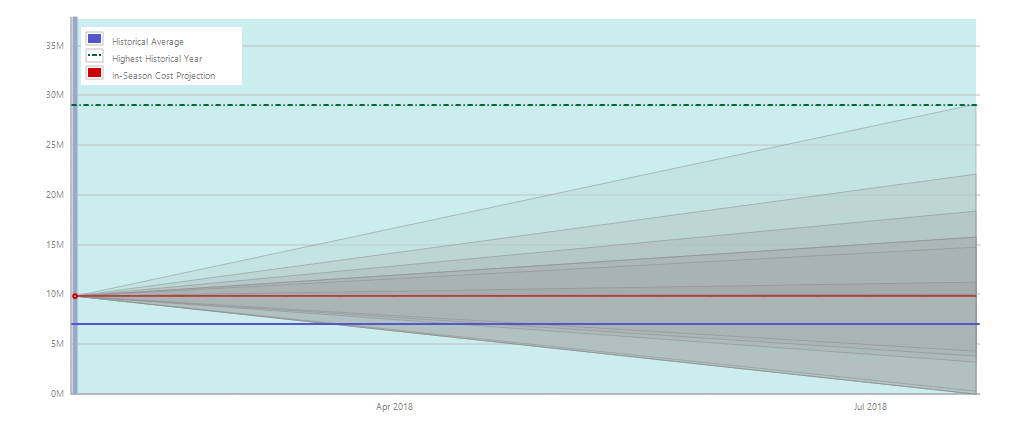 35M
30M
25M
20M
15M
10M
5M
0M
Historical Average
Highest Historical Year
In-Season Cost Projection
Apr 2018
Jul 2018